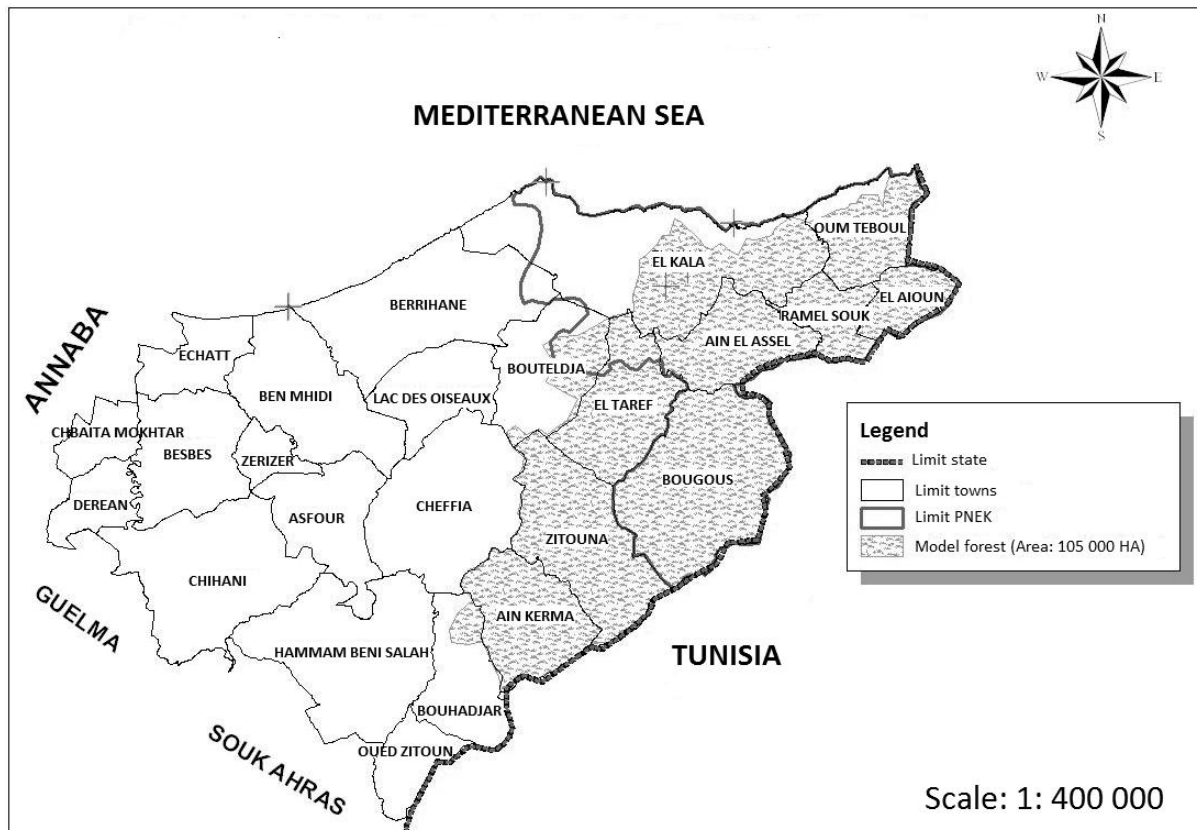 N
W
E
S
MEDITERRANEAN SEA
OUM TEBOUL
EL KALA
EL AIOUN
BERRIHANE
RAMEL SOUK
AIN EL ASSEL
ANNABA
ECHATT
BOUTELDJA
BEN MHIDI
LAC DES OISEAUX
EL TAREF
CHBAITA MOKHTAR
BESBES
ZERIZER
BOUGOUS
DEREAN
ASFOUR
CHEFFIA
ZITOUNA
CHIHANI
GUELMA
AIN KERMA
HAMMAM BENI SALAH
TUNISIA
BOUHADJAR
SOUK AHRAS
OUED ZITOUN
Legend
Limit state
Limit towns
Limit PNEK
Model forest (Area: 105 000 HA)
Scale: 1: 400 000